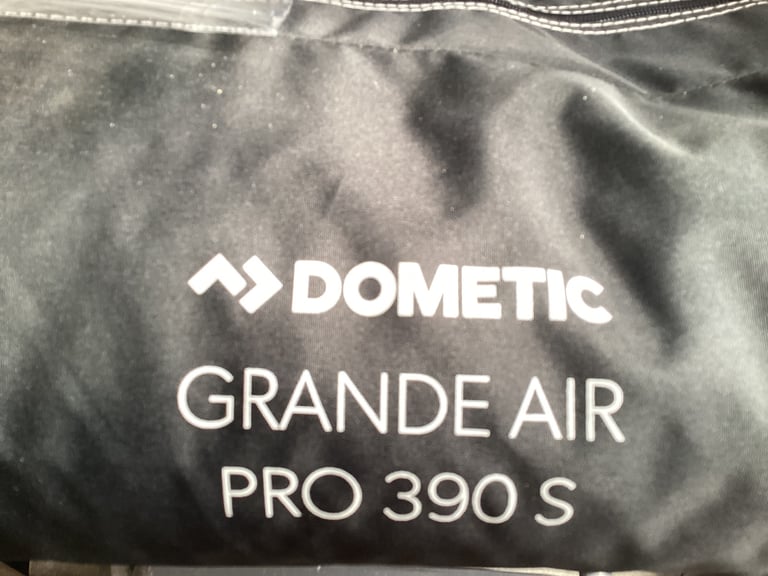 DOMETIC
GRANDE AIR
PRO 390 S